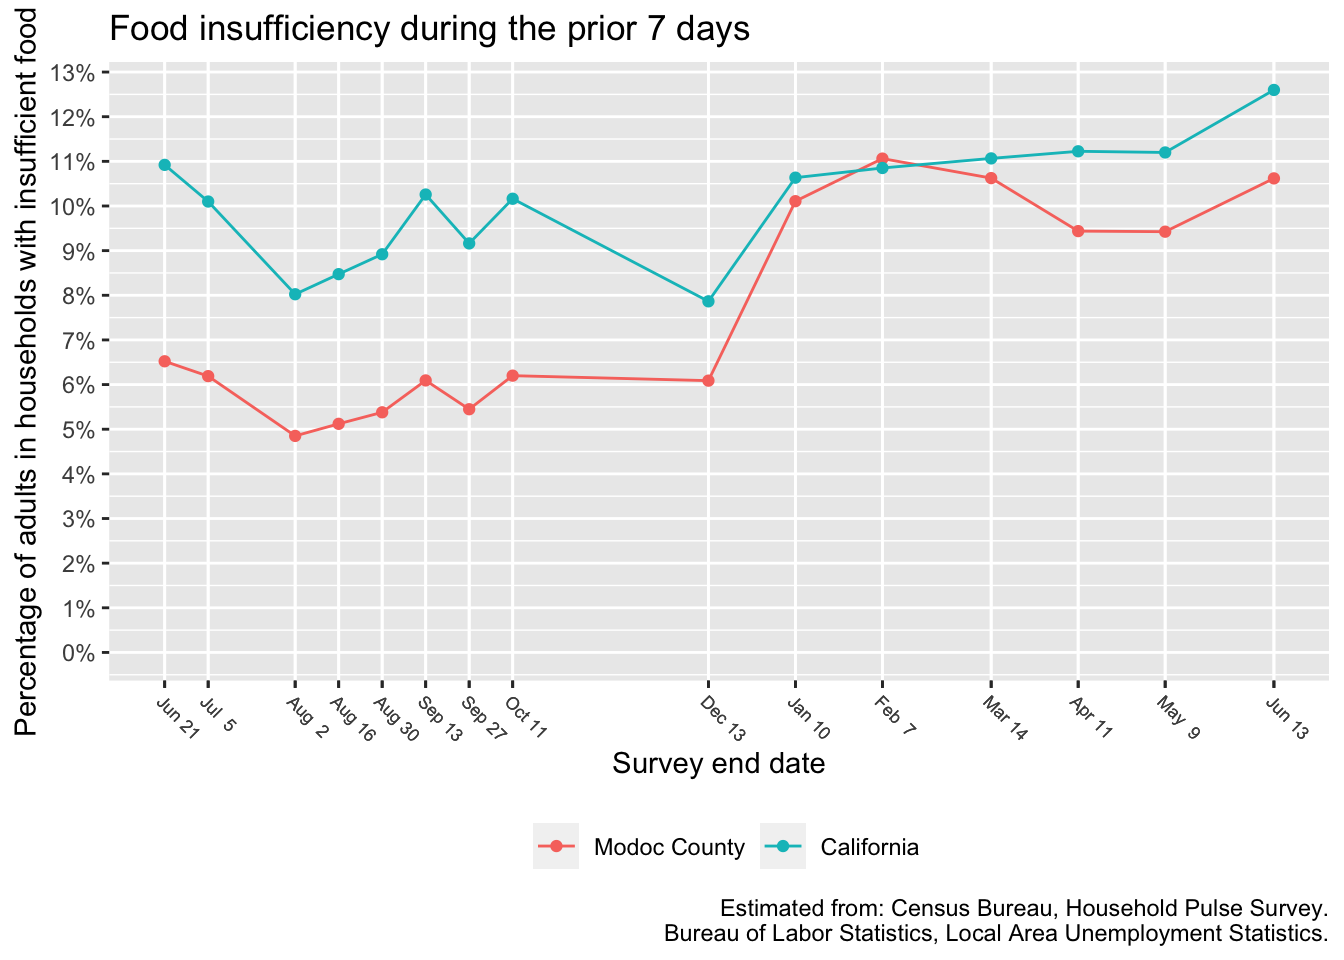 Food insufficiency during the prior 7 days
Percentage of adults in households with insufficient food
13%
12%
11%
10%
9%
8%
7%
6%
5%
4%
3%
2%
1%
0%
Jun 21
Jul 5
Aug 2
Aug 16
Aug 30
Sep 13
Sep 27
Oct 11
Dec 13
Jan 10
Feb 7
Mar 14
Apr 11
May 9
Jun 13
Survey end date
Modoc County
California
Estimated from: Census Bureau, Household Pulse Survey.
Bureau of Labor Statistics, Local Area Unemployment Statistics.